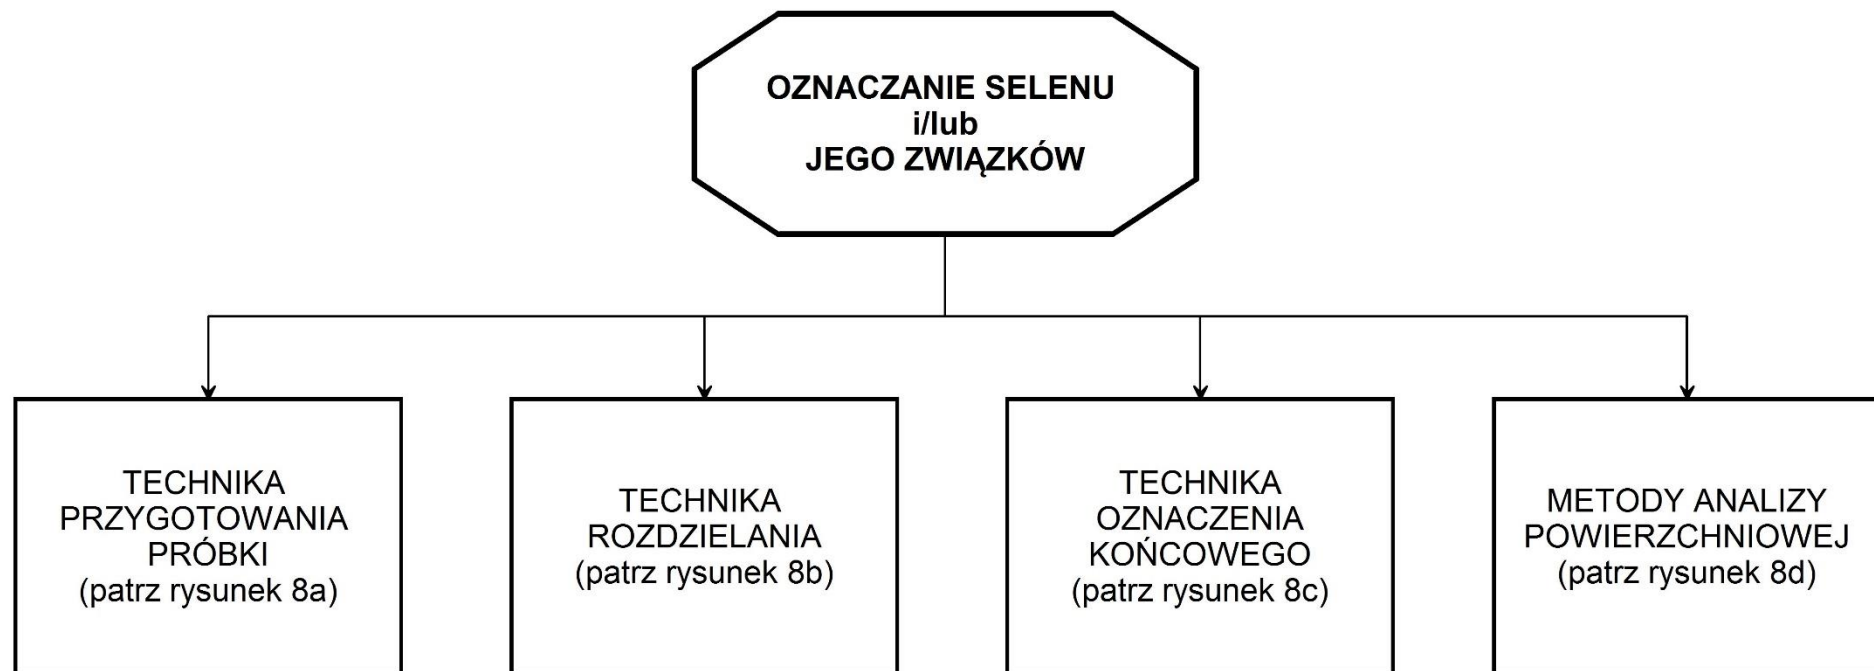 OZNACZANIE SELENU
i/lub
JEGO ZWIĄZKÓW
TECHNIKA
PRZYGOTOWANIA
PRÓBKI
(patrz rysunek 8a)
TECHNIKA
ROZDZIELANIA
(patrz rysunek 8b)
TECHNIKA
OZNACZENIA
KOŃCOWEGO
(patrz rysunek 8c)
METODY ANALIZY
POWIERZCHNIOWEJ
(patrz rysunek 8d)